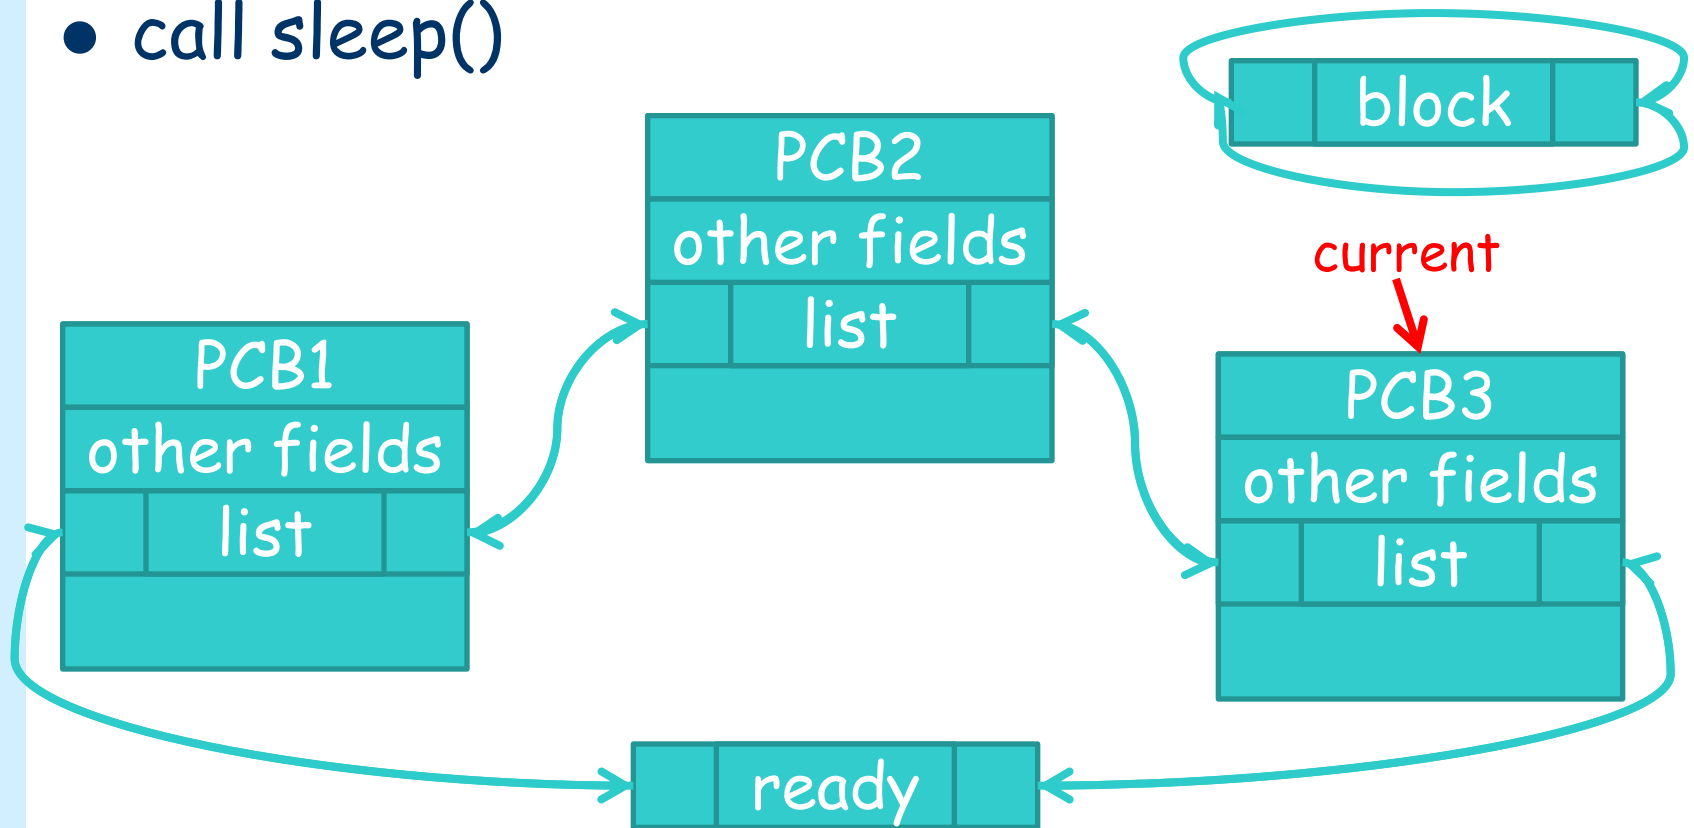 ● call sleep()
block
PCB2
other fields
list
current
PCB1
other fields
list
PCB3
other fields
list
ready